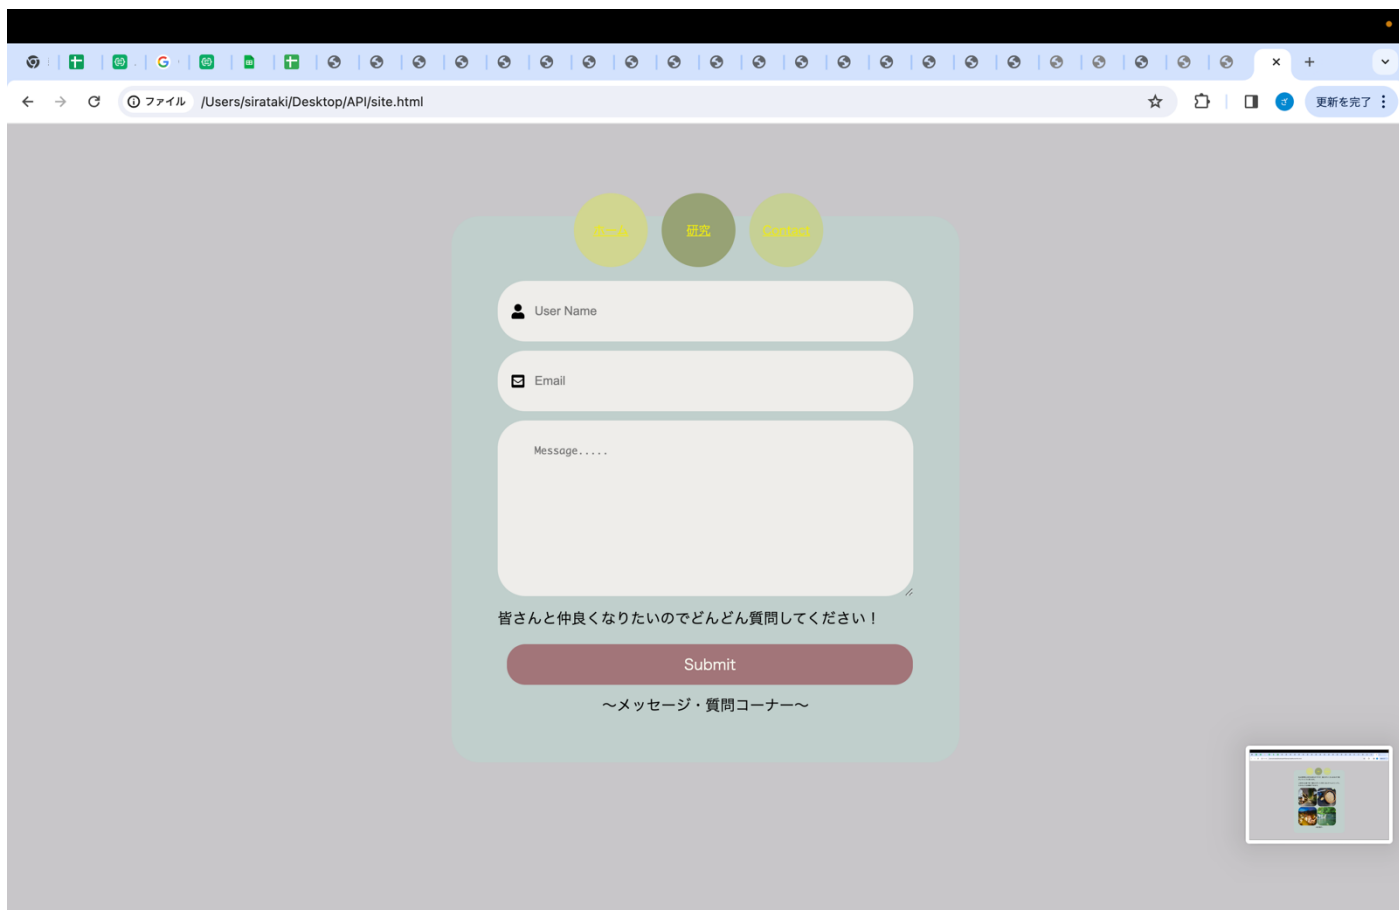 ファイル /Users/sirataki/Desktop/API/site.html
更新を完了
ホーム 研究 Contact
User Name
Email
Message.....
皆さんと仲良くなりたいのでどんどん質問してください！
Submit
〜メッセージ・質問コーナー〜